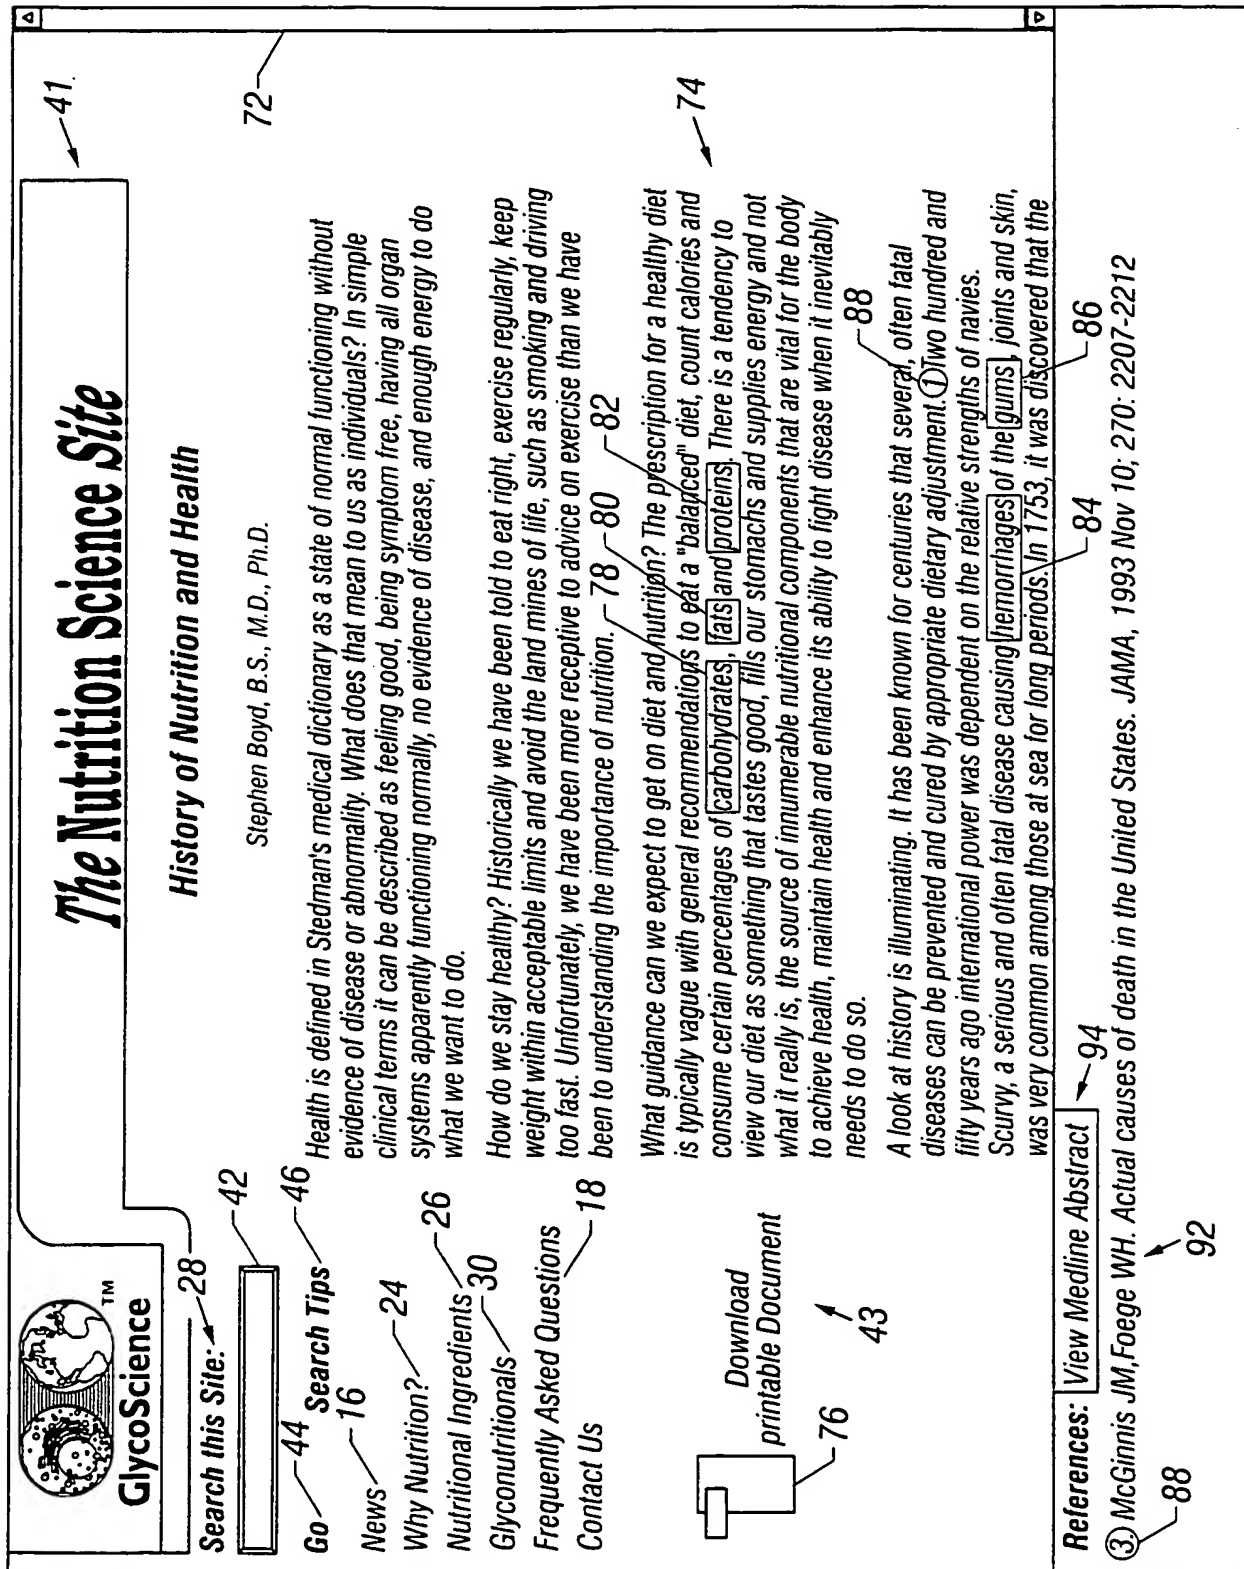 The Nutrition Science Site
41
GlycoScience
TM
Search this Site:
28
42
Go
44
Search Tips
46
News
16
Why Nutrition?
24
Nutritional Ingredients
26
Glyconutritionals
30
Frequently Asked Questions
18
Contact Us
Download
printable Document
76
43
History of Nutrition and Health
72
Stephen Boyd, B.S., M.D., Ph.D.
Health is defined in Stedman's medical dictionary as a state of normal functioning without
evidence of disease or abnormality. What does that mean to us as individuals? In simple
clinical terms it can be described as feeling good, being symptom free, having all organ
systems apparently functioning normally, no evidence of disease, and enough energy to do
what we want to do.
How do we stay healthy? Historically we have been told to eat right, exercise regularly, keep
weight within acceptable limits and avoid the land mines of life, such as smoking and driving
too fast. Unfortunately, we have been more receptive to advice on exercise than we have
been to understanding the importance of nutrition.
78
80
82
74
What guidance can we expect to get on diet and nutrition? The prescription for a healthy diet
is typically vague with general recommendations to eat a "balanced" diet, count calories and
consume certain percentages of carbohydrates, fats and proteins. There is a tendency to
view our diet as something that tastes good, fills our stomachs and supplies energy and not
what it really is, the source of innumerable nutritional components that are vital for the body
to achieve health, maintain health and enhance its ability to fight disease when it inevitably
needs to do so.
88
A look at history is illuminating. It has been known for centuries that several, often fatal
diseases can be prevented and cured by appropriate dietary adjustment. 1 Two hundred and
fifty years ago international power was dependent on the relative strengths of navies.
Scurvy, a serious and often fatal disease causing hemorrhages of the gums, joints and skin,
was very common among those at sea for long periods. In 1753, it was discovered that the
84
86
References: View Medline Abstract
94
3. McGinnis JM,Foege WH. Actual causes of death in the United States. JAMA, 1993 Nov 10; 270: 2207-2212
88
92